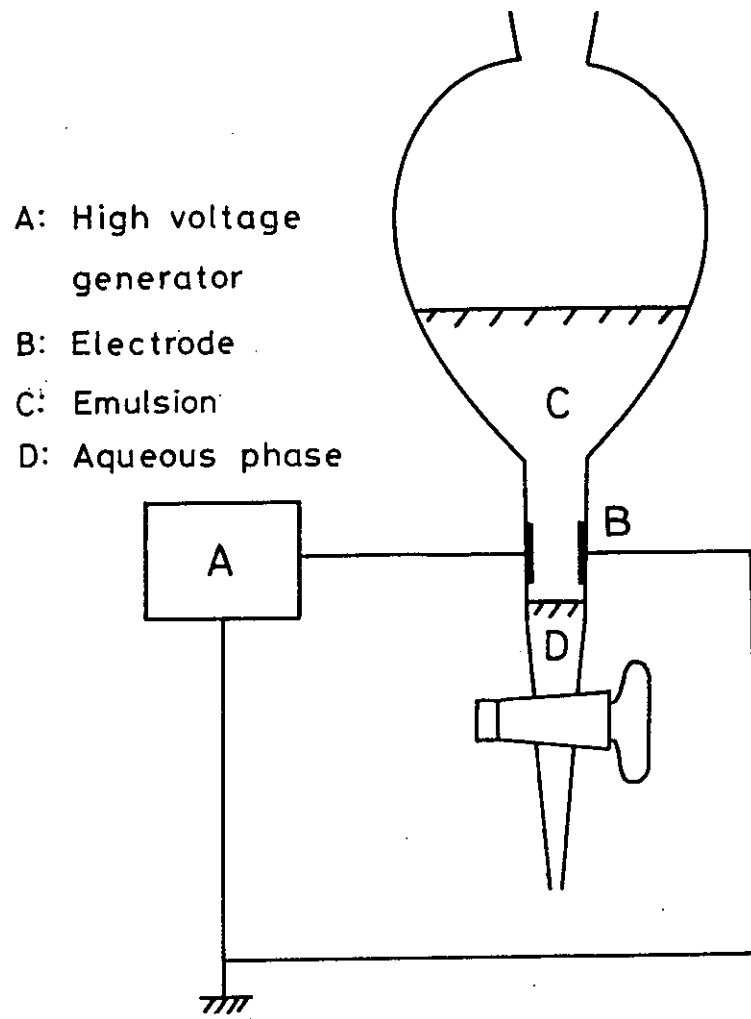 A: High voltage
generator
B: Electrode
C: Emulsion
D: Aqueous phase
C
B
A
D